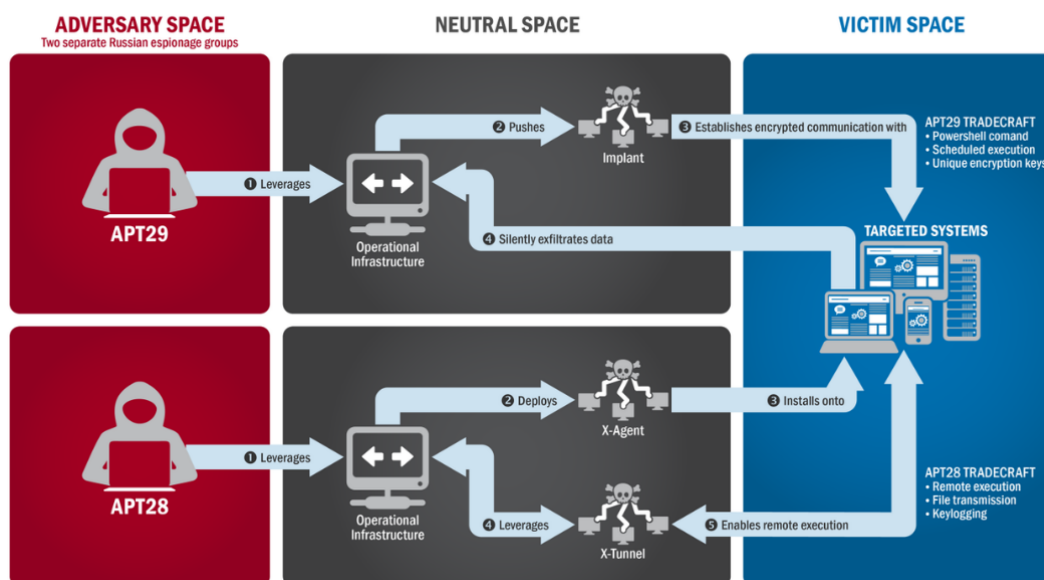 ADVERSARY SPACE
Two separate Russian espionage groups
NEUTRAL SPACE
VICTIM SPACE
APT29
❶ Leverages
Operational
Infrastructure
❷ Pushes
Implant
❸ Establishes encrypted communication with
❹ Silently exfiltrates data
APT29 TRADECRAFT
• Powershell comand
• Scheduled execution
• Unique encryption keys
TARGETED SYSTEMS
APT28
❶ Leverages
Operational
Infrastructure
❷ Deploys
X-Agent
❸ Installs onto
❹ Leverages
X-Tunnel
❺ Enables remote execution
APT28 TRADECRAFT
• Remote execution
• File transmission
• Keylogging